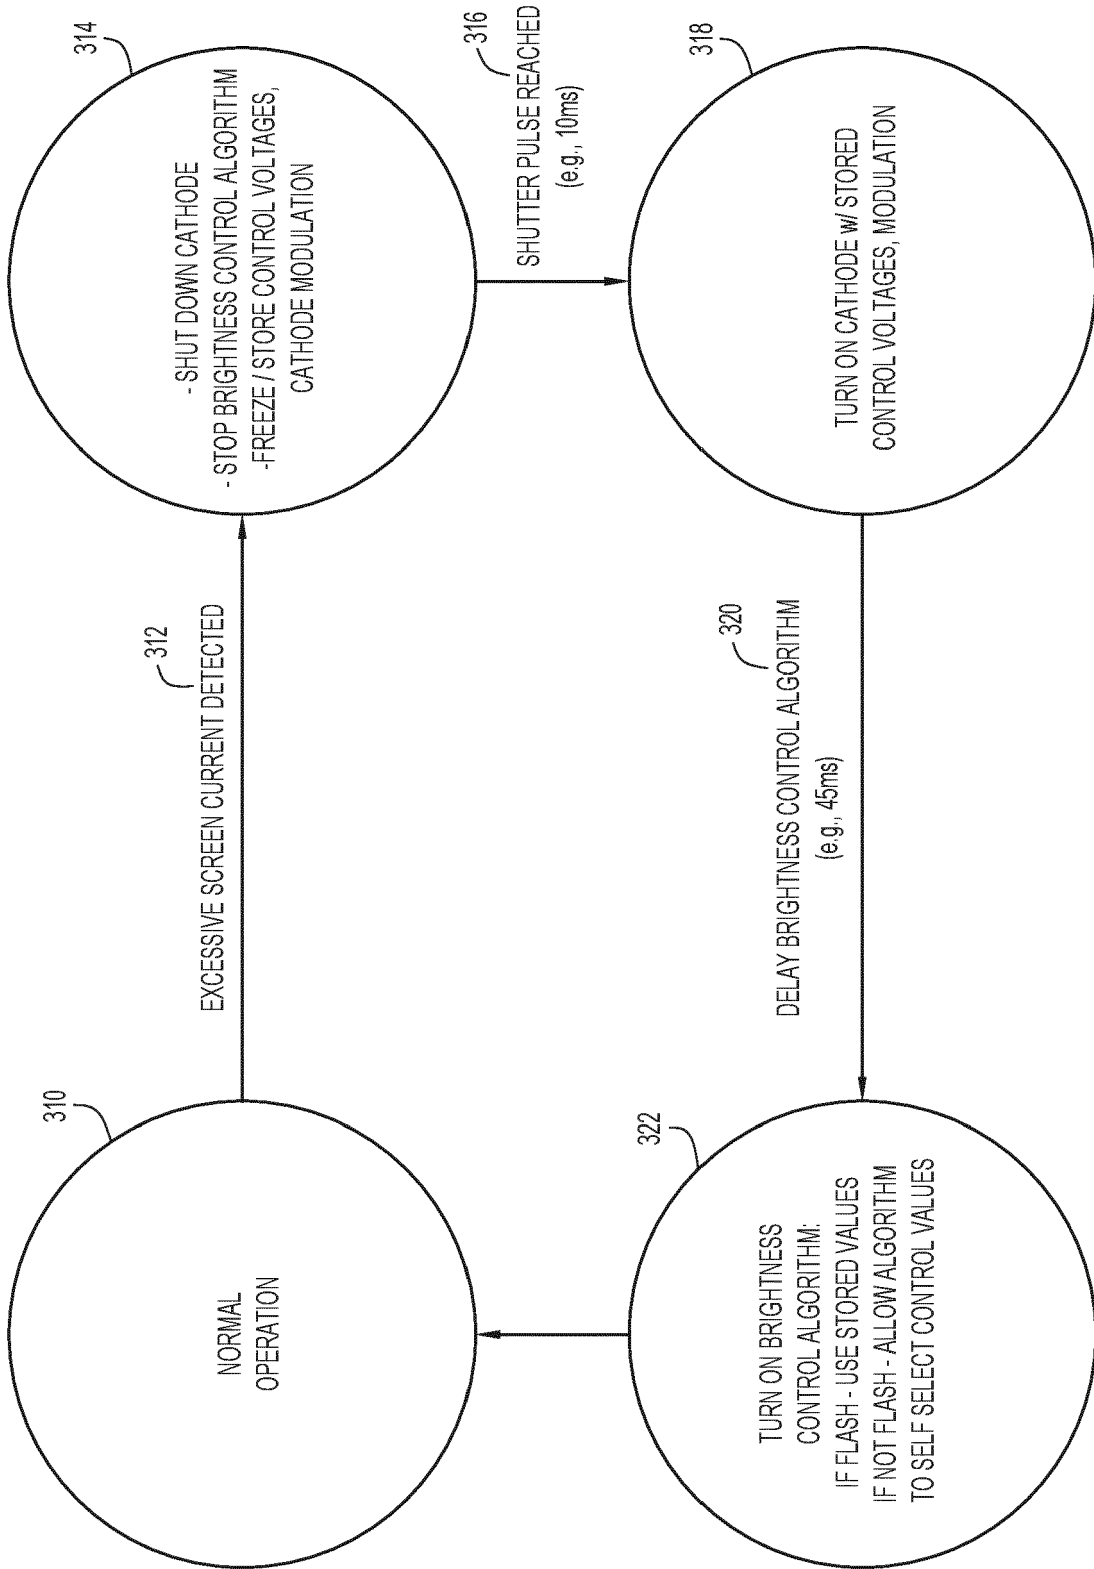 310
NORMAL
OPERATION
312
EXCESSIVE SCREEN CURRENT DETECTED
314
- SHUT DOWN CATHODE
- STOP BRIGHTNESS CONTROL ALGORITHM
-FREEZE / STORE CONTROL VOLTAGES,
CATHODE MODULATION
316
SHUTTER PULSE REACHED
(e.g., 10ms)
318
TURN ON CATHODE w/ STORED
CONTROL VOLTAGES, MODULATION
320
DELAY BRIGHTNESS CONTROL ALGORITHM
(e.g., 45ms)
322
TURN ON BRIGHTNESS
CONTROL ALGORITHM:
IF FLASH - USE STORED VALUES
IF NOT FLASH - ALLOW ALGORITHM
TO SELF SELECT CONTROL VALUES